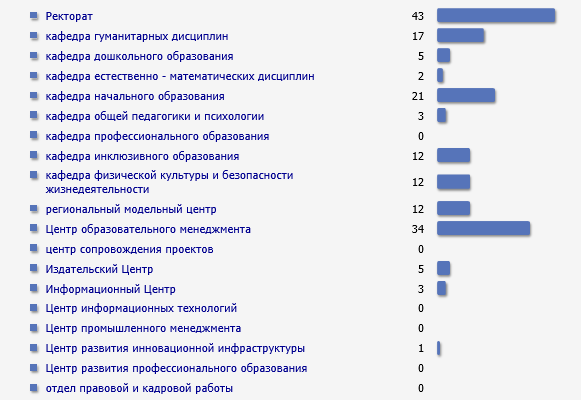 Ректорат 43
кафедра гуманитарных дисциплин 17
кафедра дошкольного образования 5
кафедра естественно - математических дисциплин 2
кафедра начального образования 21
кафедра общей педагогики и психологии 3
кафедра профессионального образования 0
кафедра инклюзивного образования 12
кафедра физической культуры и безопасности
жизнедеятельности 12
региональный модельный центр 12
Центр образовательного менеджмента 34
центр сопровождения проектов 0
Издательский Центр 5
Информационный Центр 3
Центр информационных технологий 0
Центр промышленного менеджмента 0
Центр развития инновационной инфраструктуры 1
Центр развития профессионального образования 0
отдел правовой и кадровой работы 0